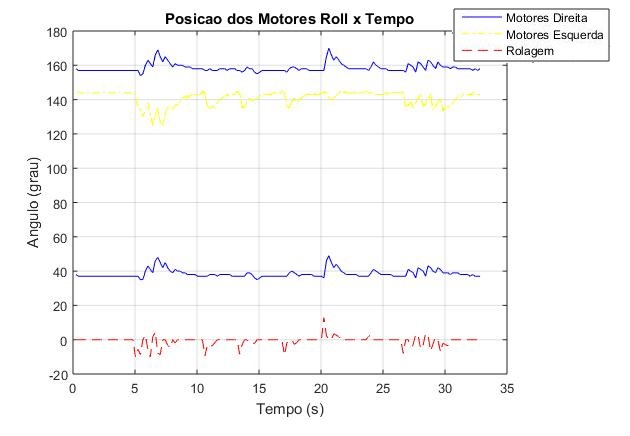 Posicao dos Motores Roll x Tempo
Motores Direita
Motores Esquerda
Rolagem
180
160
140
120
100
80
60
40
20
0
-20
Angulo (grau)
0 5 10 15 20 25 30 35
Tempo (s)